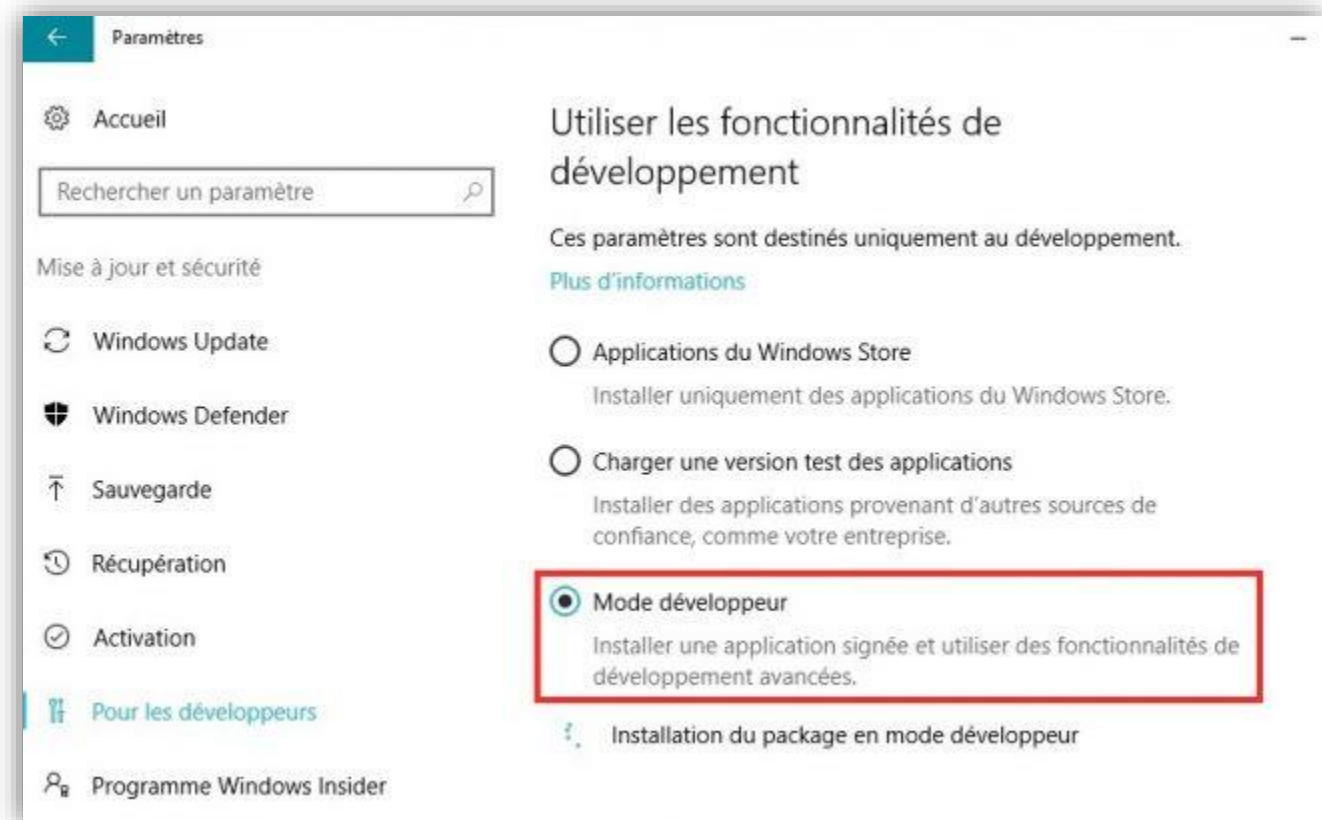 Paramètres
Accueil
Rechercher un paramètre
Mise à jour et sécurité
Windows Update
Windows Defender
Sauvegarde
Récupération
Activation
Pour les développeurs
Programme Windows Insider
Utiliser les fonctionnalités de
développement
Ces paramètres sont destinés uniquement au développement.
Plus d'informations
Applications du Windows Store
Installer uniquement des applications du Windows Store.
Charger une version test des applications
Installer des applications provenant d'autres sources de
confiance, comme votre entreprise.
Mode développeur
Installer une application signée et utiliser des fonctionnalités de
développement avancées.
Installation du package en mode développeur